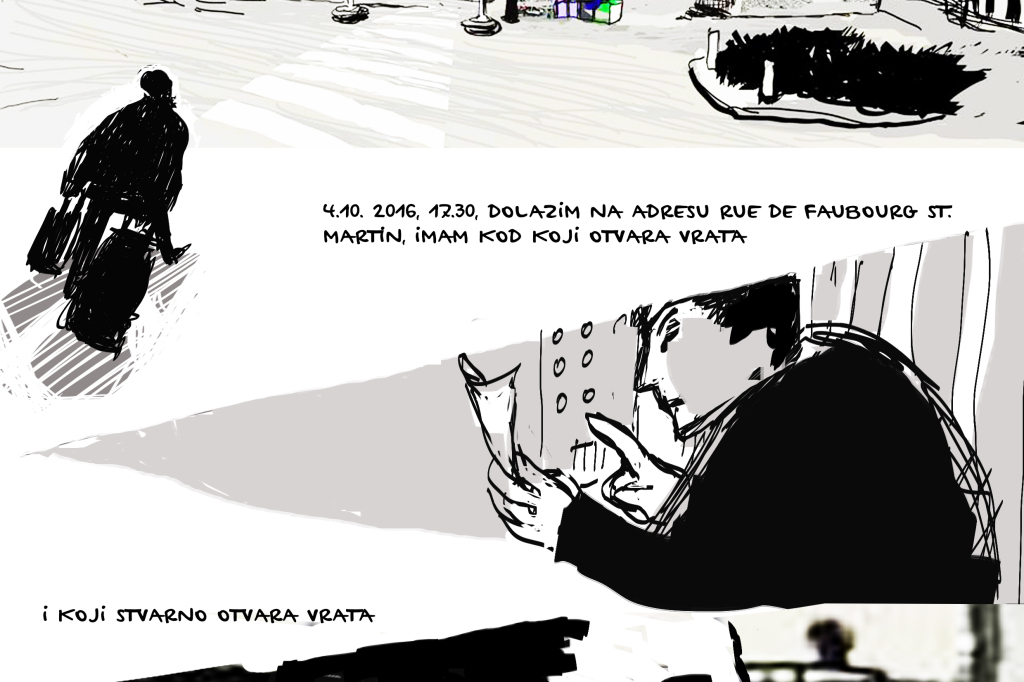 4.10. 2016, 17.30, DOLAZIM NA ADRESU RUE DE FAUBOURG ST.
MARTIN, IMAM KOD KOJI OTVARA VRATA
I KOJI STVARNO OTVARA VRATA